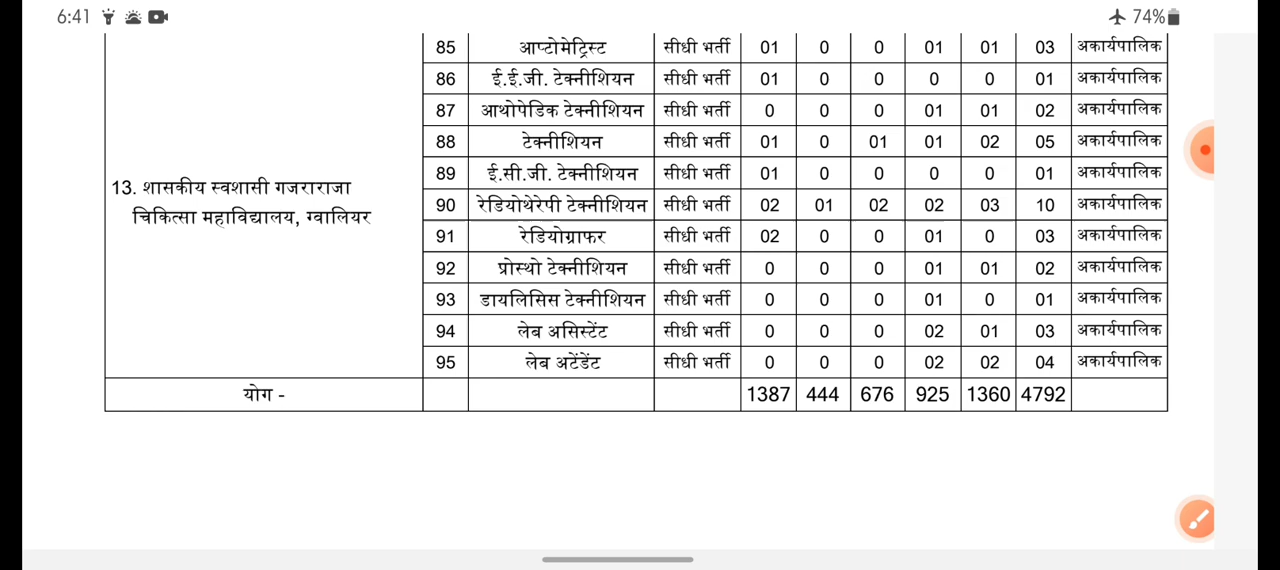 6:41 74%
85 आप्टोमेट्रिस्ट सीधी भर्ती 01 0 0 01 01 03 अकार्यपालिक
86 ई.ई.जी. टेक्नीशियन सीधी भर्ती 01 0 0 0 0 01 अकार्यपालिक
87 आथोपेडिक टेक्नीशियन सीधी भर्ती 0 0 0 01 01 02 अकार्यपालिक
88 टेक्नीशियन सीधी भर्ती 01 0 01 01 02 05 अकार्यपालिक
89 ई.सी.जी. टेक्नीशियन सीधी भर्ती 01 0 0 0 0 01 अकार्यपालिक
13. शासकीय स्वशासी गजराराजा
चिकित्सा महाविद्यालय, ग्वालियर
90 रेडियोथेरेपी टेक्नीशियन सीधी भर्ती 02 01 02 02 03 10 अकार्यपालिक
91 रेडियोग्राफर सीधी भर्ती 02 0 0 01 0 03 अकार्यपालिक
92 प्रोस्थो टेक्नीशियन सीधी भर्ती 0 0 0 01 01 02 अकार्यपालिक
93 डायलिसिस टेक्नीशियन सीधी भर्ती 0 0 0 01 0 01 अकार्यपालिक
94 लेब असिस्टेंट सीधी भर्ती 0 0 0 02 01 03 अकार्यपालिक
95 लेब अटेंडेंट सीधी भर्ती 0 0 0 02 02 04 अकार्यपालिक
योग - 1387 444 676 925 1360 4792